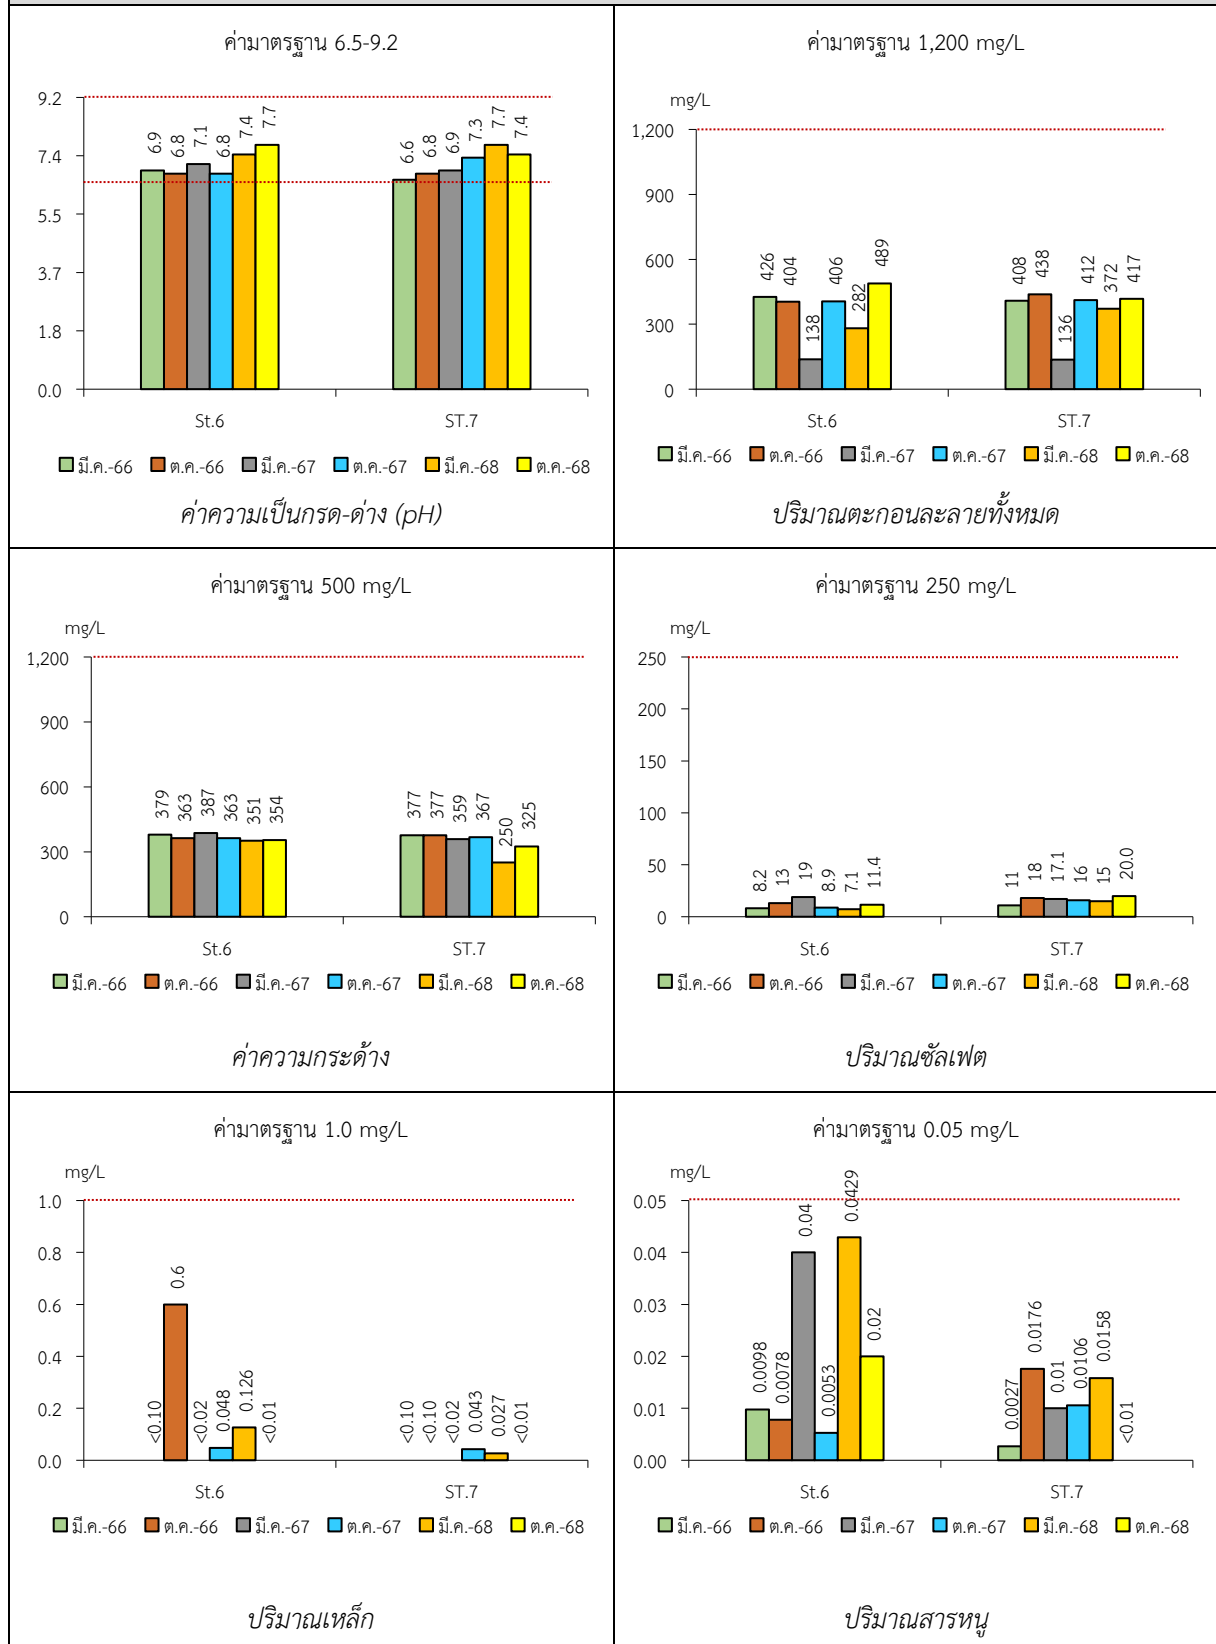 ค่ามาตรฐาน 6.5-9.2
9.2
7.4
5.5
3.7
1.8
0.0
6.9 6.8 7.1 6.8 7.4 7.7
6.6 6.8 6.9 7.3 7.7 7.4
St.6 ST.7
มี.ค.-66 ต.ค.-66 มี.ค.-67 ต.ค.-67 มี.ค.-68 ต.ค.-68
ค่าความเป็นกรด-ด่าง (pH)
ค่ามาตรฐาน 1,200 mg/L
mg/L
1,200
900
600
300
0
426 404 138 406 282 489
408 438 136 412 372 417
St.6 ST.7
มี.ค.-66 ต.ค.-66 มี.ค.-67 ต.ค.-67 มี.ค.-68 ต.ค.-68
ปริมาณตะกอนละลายทั้งหมด
ค่ามาตรฐาน 500 mg/L
mg/L
1,200
900
600
300
0
379 363 387 363 351 354
377 377 359 367 250 325
St.6 ST.7
มี.ค.-66 ต.ค.-66 มี.ค.-67 ต.ค.-67 มี.ค.-68 ต.ค.-68
ค่าความกระด้าง
ค่ามาตรฐาน 250 mg/L
mg/L
250
200
150
100
50
0
8.2 13 19 8.9 7.1 11.4
11 18 17.1 16 15 20.0
St.6 ST.7
มี.ค.-66 ต.ค.-66 มี.ค.-67 ต.ค.-67 มี.ค.-68 ต.ค.-68
ปริมาณซัลเฟต
ค่ามาตรฐาน 1.0 mg/L
mg/L
1.0
0.8
0.6
0.4
0.2
0.0
<0.10 0.6 <0.02 0.048 0.126 <0.01
<0.10 <0.10 <0.02 0.043 0.027 <0.01
St.6 ST.7
มี.ค.-66 ต.ค.-66 มี.ค.-67 ต.ค.-67 มี.ค.-68 ต.ค.-68
ปริมาณเหล็ก
ค่ามาตรฐาน 0.05 mg/L
mg/L
0.05
0.04
0.03
0.02
0.01
0.00
0.0098 0.0078 0.04 0.0053 0.0429 0.02
0.0027 0.0176 0.01 0.0106 0.0158 <0.01
St.6 ST.7
มี.ค.-66 ต.ค.-66 มี.ค.-67 ต.ค.-67 มี.ค.-68 ต.ค.-68
ปริมาณสารหนู